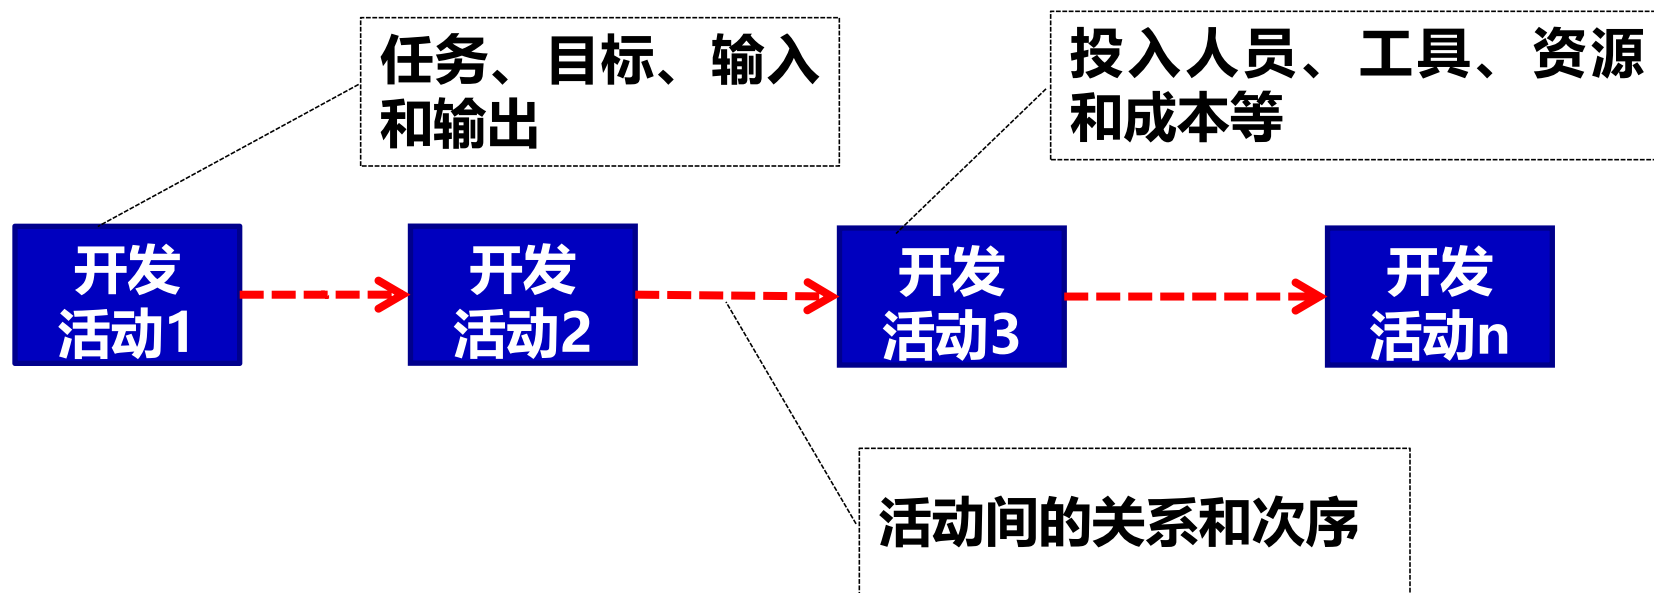 任务、目标、输入
和输出
投入人员、工具、资源
和成本等
开发
活动1
开发
活动2
开发
活动3
开发
活动n
活动间的关系和次序